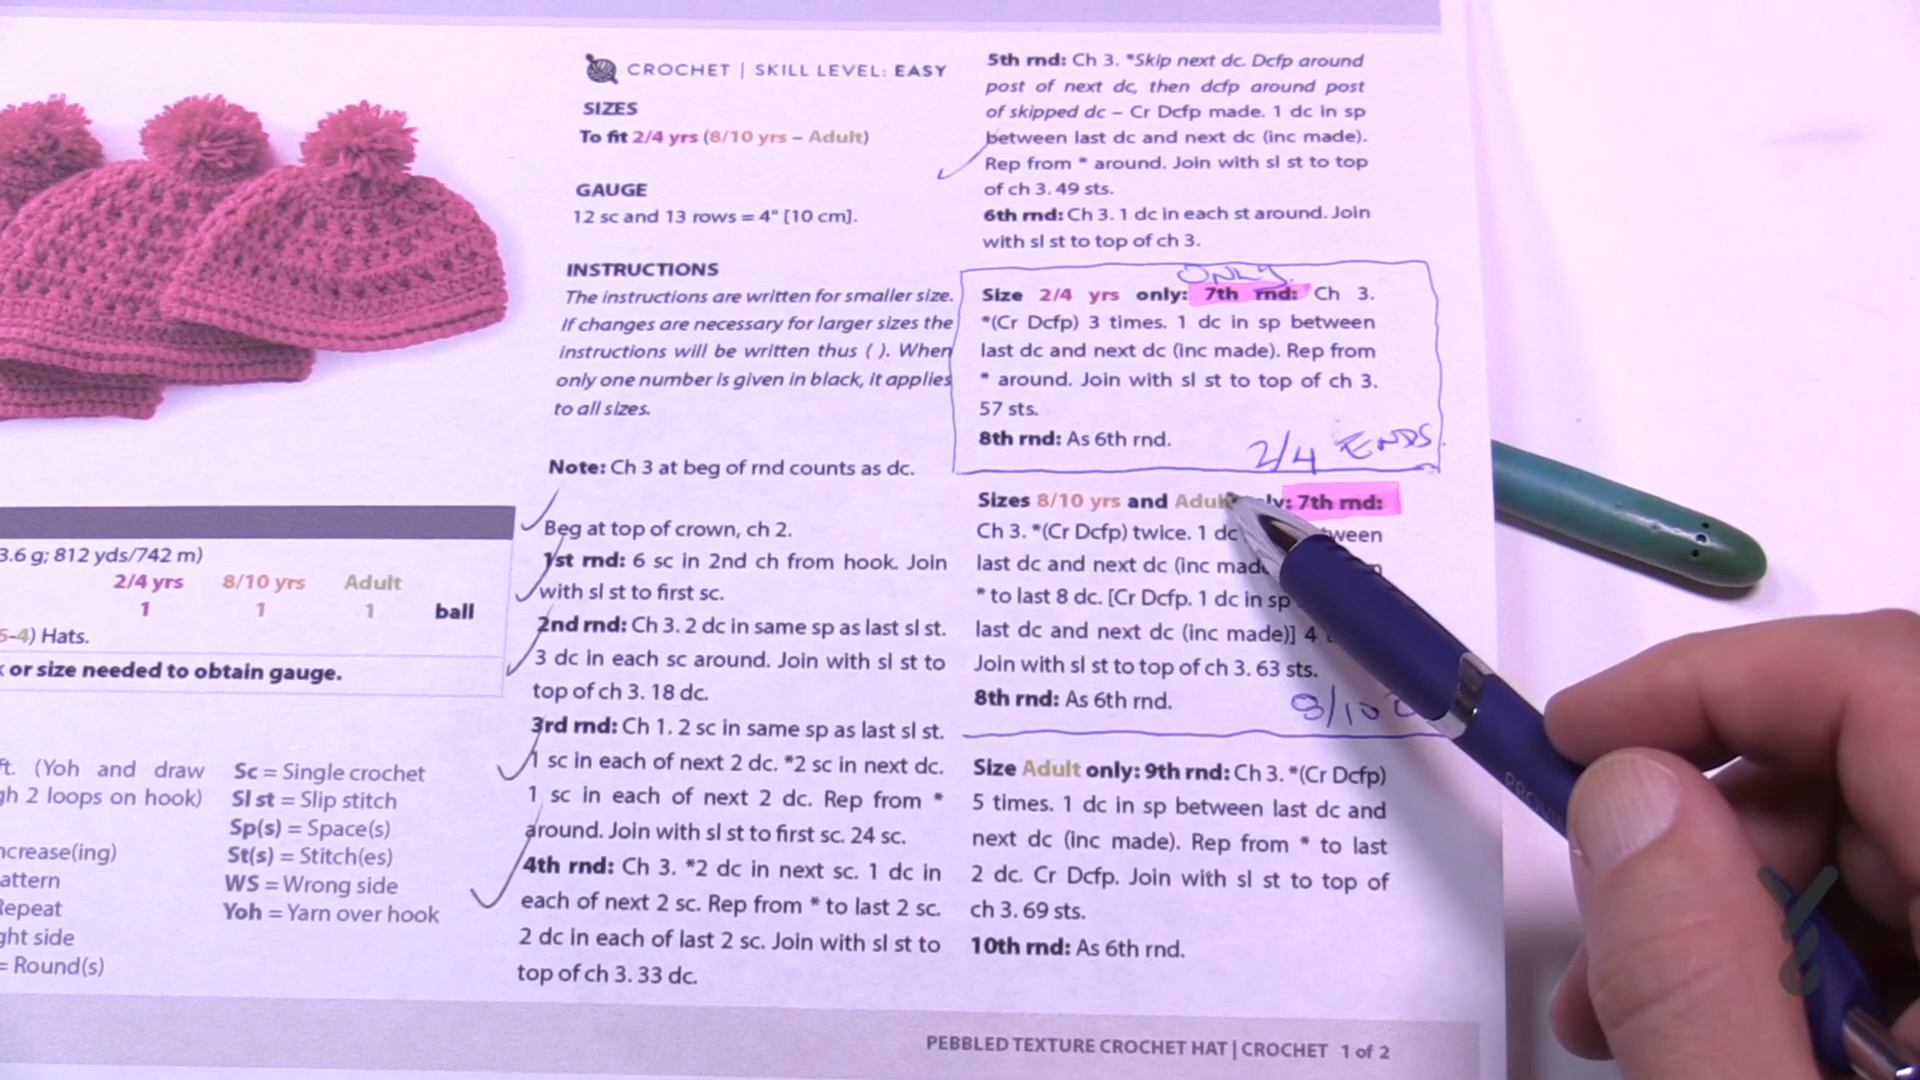 CROCHET | SKILL LEVEL: EASY
SIZES
To fit 2/4 yrs (8/10 yrs – Adult)
GAUGE
12 sc and 13 rows = 4" [10 cm].
INSTRUCTIONS
The instructions are written for smaller size.
If changes are necessary for larger sizes the
instructions will be written thus ( ). When
only one number is given in black, it applies
to all sizes.
Note: Ch 3 at beg of rnd counts as dc.
Beg at top of crown, ch 2.
1st rnd: 6 sc in 2nd ch from hook. Join
with sl st to first sc.
2nd rnd: Ch 3. 2 dc in same sp as last sl st.
3 dc in each sc around. Join with sl st to
top of ch 3. 18 dc.
3rd rnd: Ch 1. 2 sc in same sp as last sl st.
1 sc in each of next 2 dc. *2 sc in next dc.
1 sc in each of next 2 dc. Rep from *
around. Join with sl st to first sc. 24 sc.
4th rnd: Ch 3. *2 dc in next sc. 1 dc in
each of next 2 sc. Rep from * to last 2 sc.
2 dc in each of last 2 sc. Join with sl st to
top of ch 3. 33 dc.
5th rnd: Ch 3. *Skip next dc. Dcfp around
post of next dc, then dcfp around post
of skipped dc – Cr Dcfp made. 1 dc in sp
between last dc and next dc (inc made).
Rep from * around. Join with sl st to top
of ch 3. 49 sts.
6th rnd: Ch 3. 1 dc in each st around. Join
with sl st to top of ch 3.
ONLY.
Size 2/4 yrs only: 7th rnd: Ch 3.
*(Cr Dcfp) 3 times. 1 dc in sp between
last dc and next dc (inc made). Rep from
* around. Join with sl st to top of ch 3.
57 sts.
8th rnd: As 6th rnd.
2/4 ENDS.
Sizes 8/10 yrs and Adult 7th rnd:
Ch 3. *(Cr Dcfp) twice. 1 dc
last dc and next dc (inc
* to last 8 dc. [Cr Dcfp. 1 dc in sp
last dc and next dc (inc made)] 4
Join with sl st to top of ch 3. 63 sts.
8th rnd: As 6th rnd.
8/10
Size Adult only: 9th rnd: Ch 3. *(Cr Dcfp)
5 times. 1 dc in sp between last dc and
next dc (inc made). Rep from * to last
2 dc. Cr Dcfp. Join with sl st to top of
ch 3. 69 sts.
10th rnd: As 6th rnd.
3.6 g; 812 yds/742 m)
2/4 yrs 8/10 yrs Adult
1 1 1 ball
5-4) Hats.
or size needed to obtain gauge.
ft. (Yoh and draw
gh 2 loops on hook)
ncrease(ing)
attern
Repeat
ght side
= Round(s)
Sc = Single crochet
Sl st = Slip stitch
Sp(s) = Space(s)
St(s) = Stitch(es)
WS = Wrong side
Yoh = Yarn over hook
PEBBLED TEXTURE CROCHET HAT | CROCHET 1 of 2